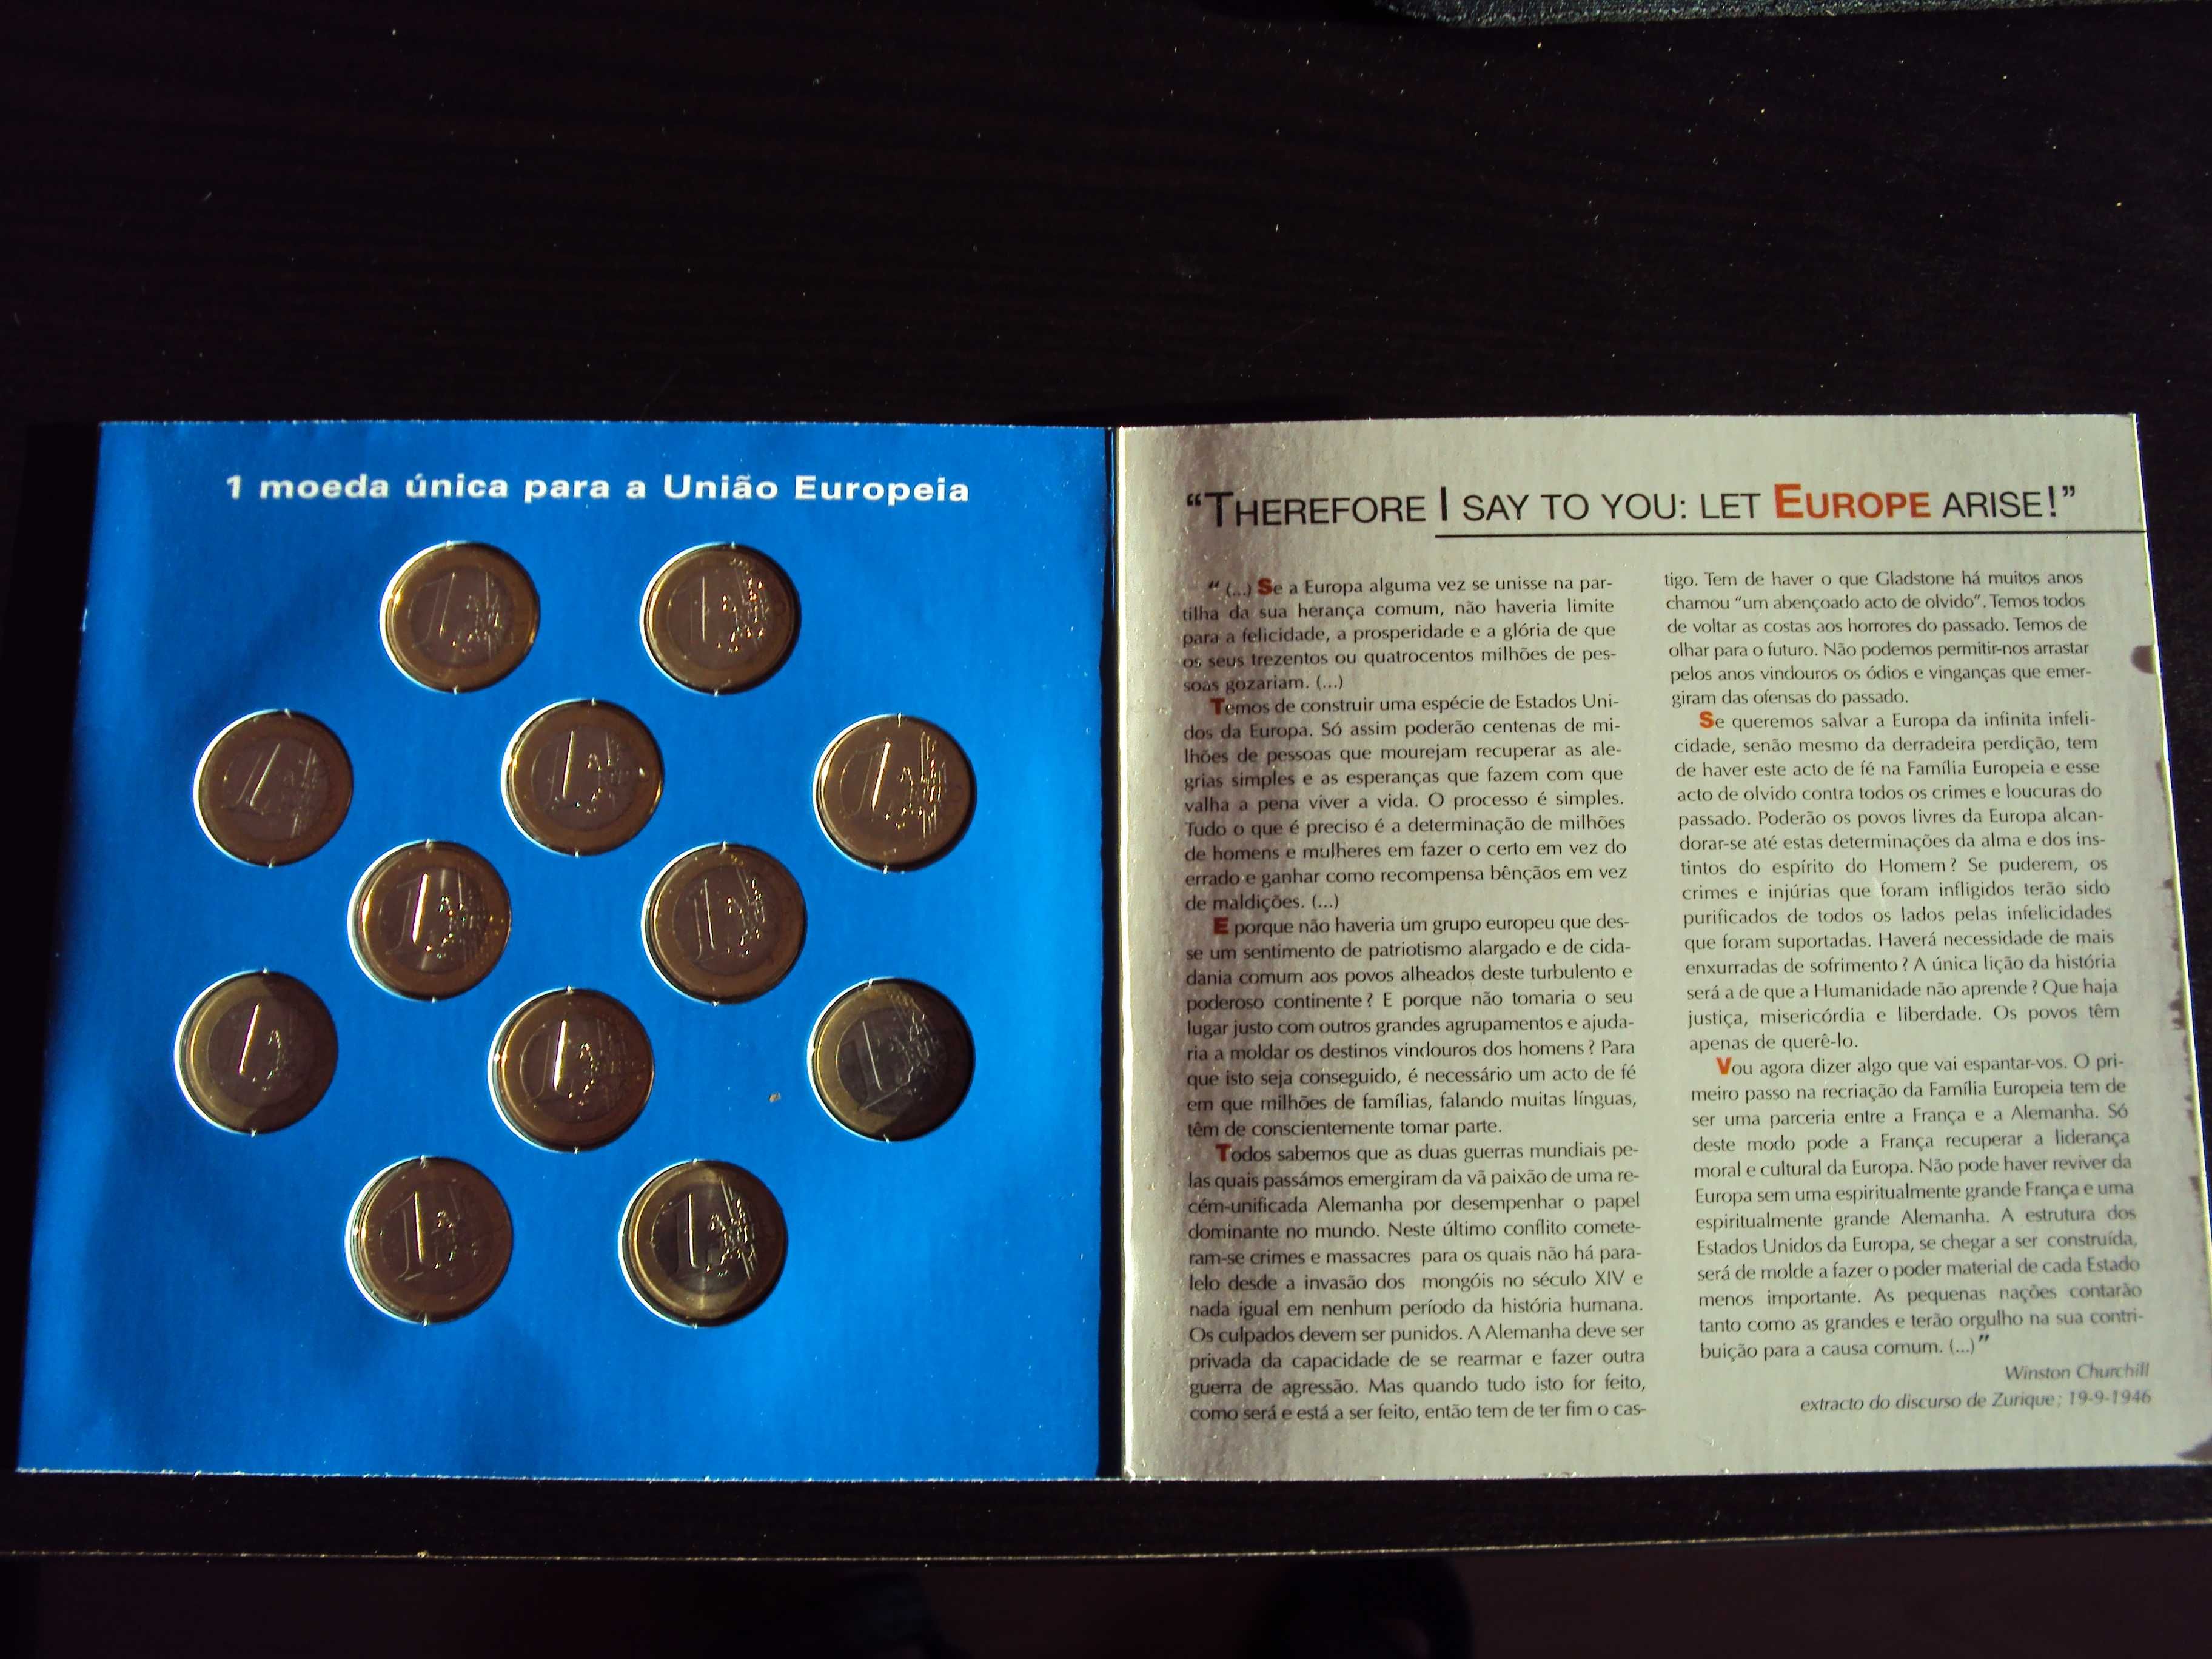 1 moeda única para a União Europeia
“THEREFORE I SAY TO YOU: LET EUROPE ARISE!”
“ (...) Se a Europa alguma vez se unisse na par-
tilha da sua herança comum, não haveria limite
para a felicidade, a prosperidade e a glória de que
os seus trezentos ou quatrocentos milhões de pes-
soas gozariam. (...)
Temos de construir uma espécie de Estados Uni-
dos da Europa. Só assim poderão centenas de mi-
lhões de pessoas que mourejam recuperar as ale-
grias simples e as esperanças que fazem com que
valha a pena viver a vida. O processo é simples.
Tudo o que é preciso é a determinação de milhões
de homens e mulheres em fazer o certo em vez do
errado e ganhar como recompensa bênçãos em vez
de maldições. (...)
E porque não haveria um grupo europeu que des-
se um sentimento de patriotismo alargado e de cida-
dania comum aos povos alheados deste turbulento e
poderoso continente? E porque não tomaria o seu
lugar justo com outros grandes agrupamentos e ajuda-
ria a moldar os destinos vindouros dos homens? Para
que isto seja conseguido, é necessário um acto de fé
em que milhões de famílias, falando muitas línguas,
têm de conscientemente tomar parte.
Todos sabemos que as duas guerras mundiais pe-
las quais passámos emergiram da vã paixão de uma re-
cém-unificada Alemanha por desempenhar o papel
dominante no mundo. Neste último conflito comete-
ram-se crimes e massacres para os quais não há para-
lelo desde a invasão dos mongóis no século XIV e
nada igual em nenhum período da história humana.
Os culpados devem ser punidos. A Alemanha deve ser
privada da capacidade de se rearmar e fazer outra
guerra de agressão. Mas quando tudo isto for feito,
como será e está a ser feito, então tem de ter fim o cas-
tigo. Tem de haver o que Gladstone há muitos anos
chamou “um abençoado acto de olvido”. Temos todos
de voltar as costas aos horrores do passado. Temos de
olhar para o futuro. Não podemos permitir-nos arrastar
pelos anos vindouros os ódios e vinganças que emer-
giram das ofensas do passado.
Se queremos salvar a Europa da infinita infeli-
cidade, senão mesmo da derradeira perdição, tem
de haver este acto de fé na Família Europeia e esse
acto de olvido contra todos os crimes e loucuras do
passado. Poderão os povos livres da Europa alcan-
dorar-se até estas determinações da alma e dos ins-
tintos do espírito do Homem? Se puderem, os
crimes e injúrias que foram infligidos terão sido
purificados de todos os lados pelas infelicidades
que foram suportadas. Haverá necessidade de mais
enxurradas de sofrimento? A única lição da história
será a de que a Humanidade não aprende? Que haja
justiça, misericórdia e liberdade. Os povos têm
apenas de querê-lo.
Vou agora dizer algo que vai espantar-vos. O pri-
meiro passo na recriação da Família Europeia tem de
ser uma parceria entre a França e a Alemanha. Só
deste modo pode a França recuperar a liderança
moral e cultural da Europa. Não pode haver reviver da
Europa sem uma espiritualmente grande França e uma
espiritualmente grande Alemanha. A estrutura dos
Estados Unidos da Europa, se chegar a ser construída,
será de molde a fazer o poder material de cada Estado
menos importante. As pequenas nações contarão
tanto como as grandes e terão orgulho na sua contri-
buição para a causa comum. (...)”
Winston Churchill
extracto do discurso de Zurique; 19-9-1946